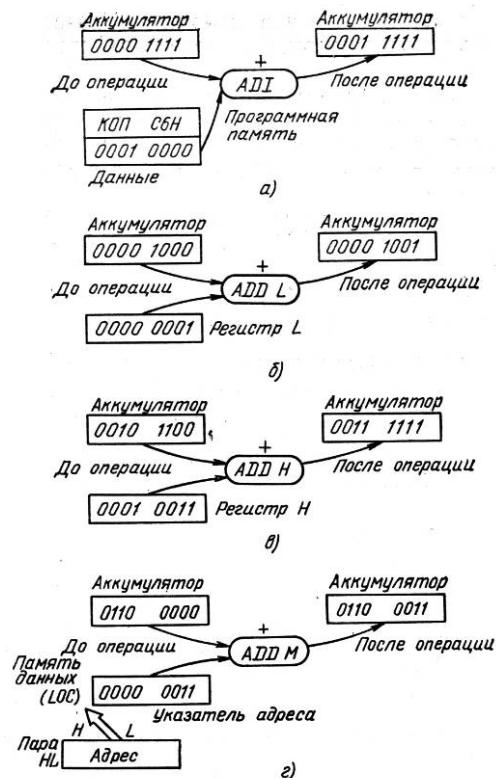 Аккумулятор Аккумулятор
0000 1111 + 0001 1111
До операции ADI После операции
КОП С6Н Программная
0001 0000 память
Данные
а)
Аккумулятор Аккумулятор
0000 1000 + 0000 1001
До операции ADD L После операции
0000 0001 Регистр L
б)
Аккумулятор Аккумулятор
0010 1100 + 0011 1111
До операции ADD H После операции
0001 0011 Регистр H
в)
Аккумулятор Аккумулятор
0110 0000 + 0110 0011
До операции ADD M После операции
Память
данных
(LOC) 0000 0011 Указатель адреса
H L
Пара
HL Адрес
г)